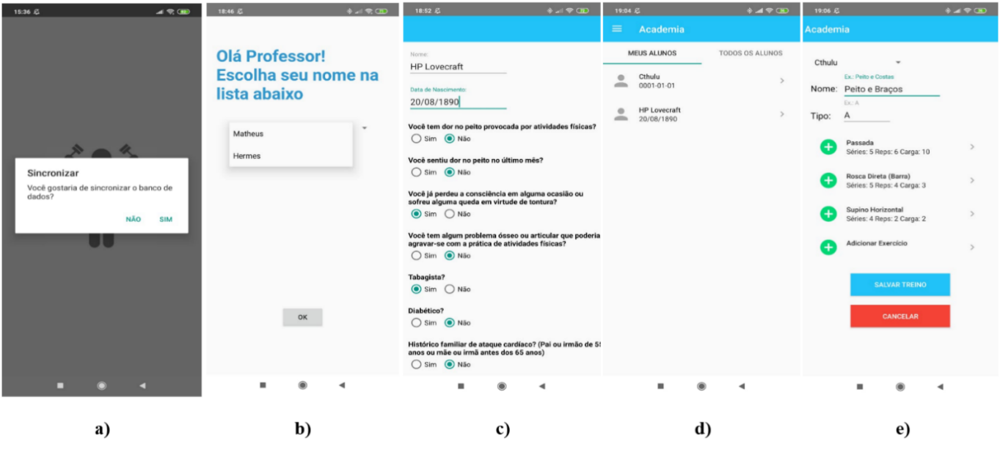 15:36
Sincronizar
Você gostaria de sincronizar o banco de
dados?
NÃO SIM
a)
18:46
Olá Professor!
Escolha seu nome na
lista abaixo
Matheus
Hermes
OK
b)
18:52
Nome:
HP Lovecraft
Data de Nascimento:
20/08/1890
Você tem dor no peito provocada por atividades físicas?
Sim Não
Você sentiu dor no peito no último mês?
Sim Não
Você já perdeu a consciência em alguma ocasião ou
sofreu alguma queda em virtude de tontura?
Sim Não
Você tem algum problema ósseo ou articular que poderia
agravar-se com a prática de atividades físicas?
Sim Não
Tabagista?
Sim Não
Diabético?
Sim Não
Histórico familiar de ataque cardíaco? (Pai ou irmão de 5
anos ou mãe ou irmã antes dos 65 anos)
Sim Não
c)
19:04
Academia
MEUS ALUNOS TODOS OS ALUNOS
Cthulu
0001-01-01
HP Lovecraft
20/08/1890
d)
19:06
Academia
Cthulu
Ex.: Peito e Costas
Nome: Peito e Braços
Ex.: A
Tipo: A
Passada
Séries: 5 Reps: 6 Carga: 10
Rosca Direta (Barra)
Séries: 5 Reps: 4 Carga: 3
Supino Horizontal
Séries: 4 Reps: 2 Carga: 2
Adicionar Exercício
SALVAR TREINO
CANCELAR
e)